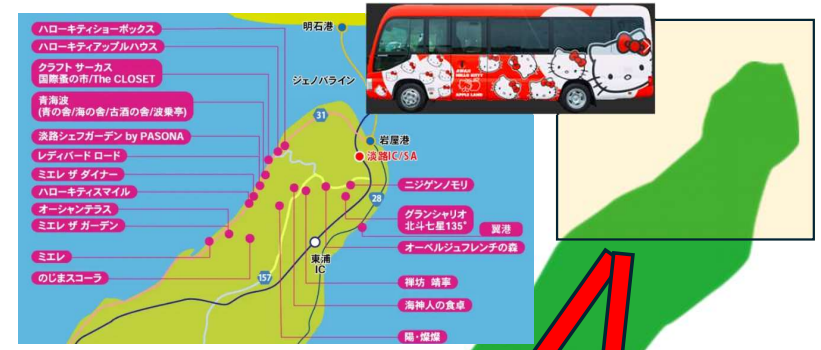 ハローキティショーボックス
ハローキティアップルハウス
クラフト サーカス
国際蚤の市/The CLOSET
青海波
(青の舎/海の舎/古酒の舎/波乗亭)
淡路シェフガーデン by PASONA
レディバード ロード
ミエレ ザ ダイナー
ハローキティスマイル
オーシャンテラス
ミエレ ザ ガーデン
ミエレ
のじまスコーラ
明石港
ジェノバライン
31
岩屋港
淡路IC/SA
28
東浦
IC
157
ニジゲンノモリ
グランシャリオ
北斗七星135°
翼港
オーベルジュフレンチの森
禅坊 靖寧
海神人の食卓
陽・燦燦
HELLO KITTY
APPLE LAND